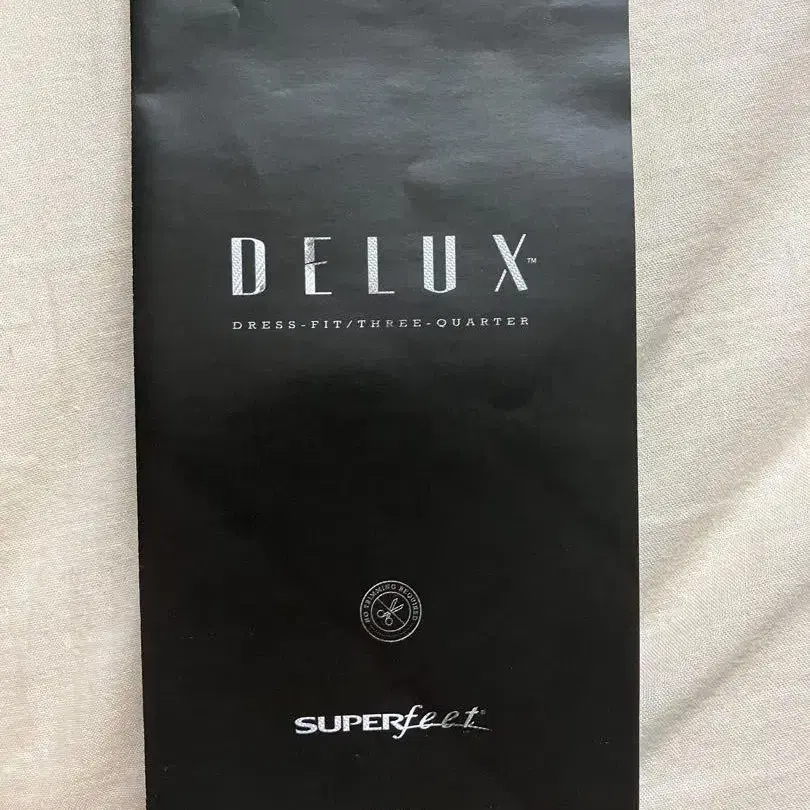 DELUX™
DRESS-FIT/THREE-QUARTER
NO TRIMMING REQUIRED
SUPERfeet®